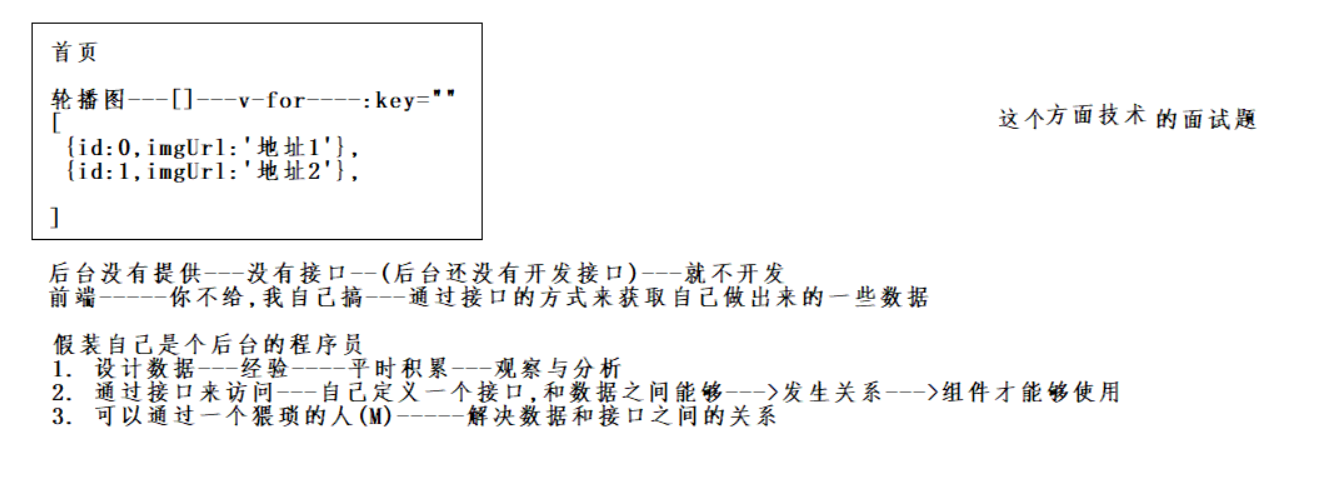 首页
轮播图---[]---v-for----:key=""
[
{id:0,imgUrl:'地址1'},
{id:1,imgUrl:'地址2'},
]
这个方面技术 的面试题
后台没有提供---没有接口--(后台还没有开发接口)---就不开发
前端-----你不给,我自己搞---通过接口的方式来获取自己做出来的一些数据
假装自己是个后台的程序员
1. 设计数据---经验----平时积累---观察与分析
2. 通过接口来访问---自己定义一个接口,和数据之间能够--->发生关系--->组件才能够使用
3. 可以通过一个猥琐的人(M)-----解决数据和接口之间的关系